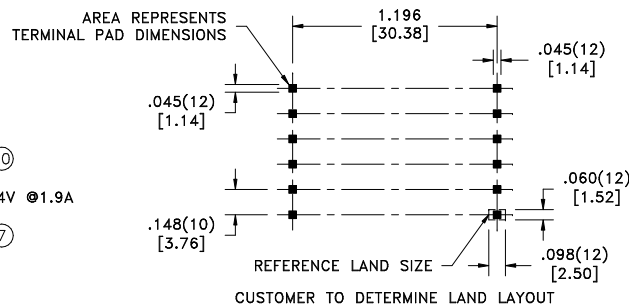 AREA REPRESENTS
TERMINAL PAD DIMENSIONS
1.196
[30.38]
.045(12)
[1.14]
.045(12)
[1.14]
@1.9A
.060(12)
[1.52]
.148(10)
[3.76]
REFERENCE LAND SIZE
.098(12)
[2.50]
CUSTOMER TO DETERMINE LAND LAYOUT